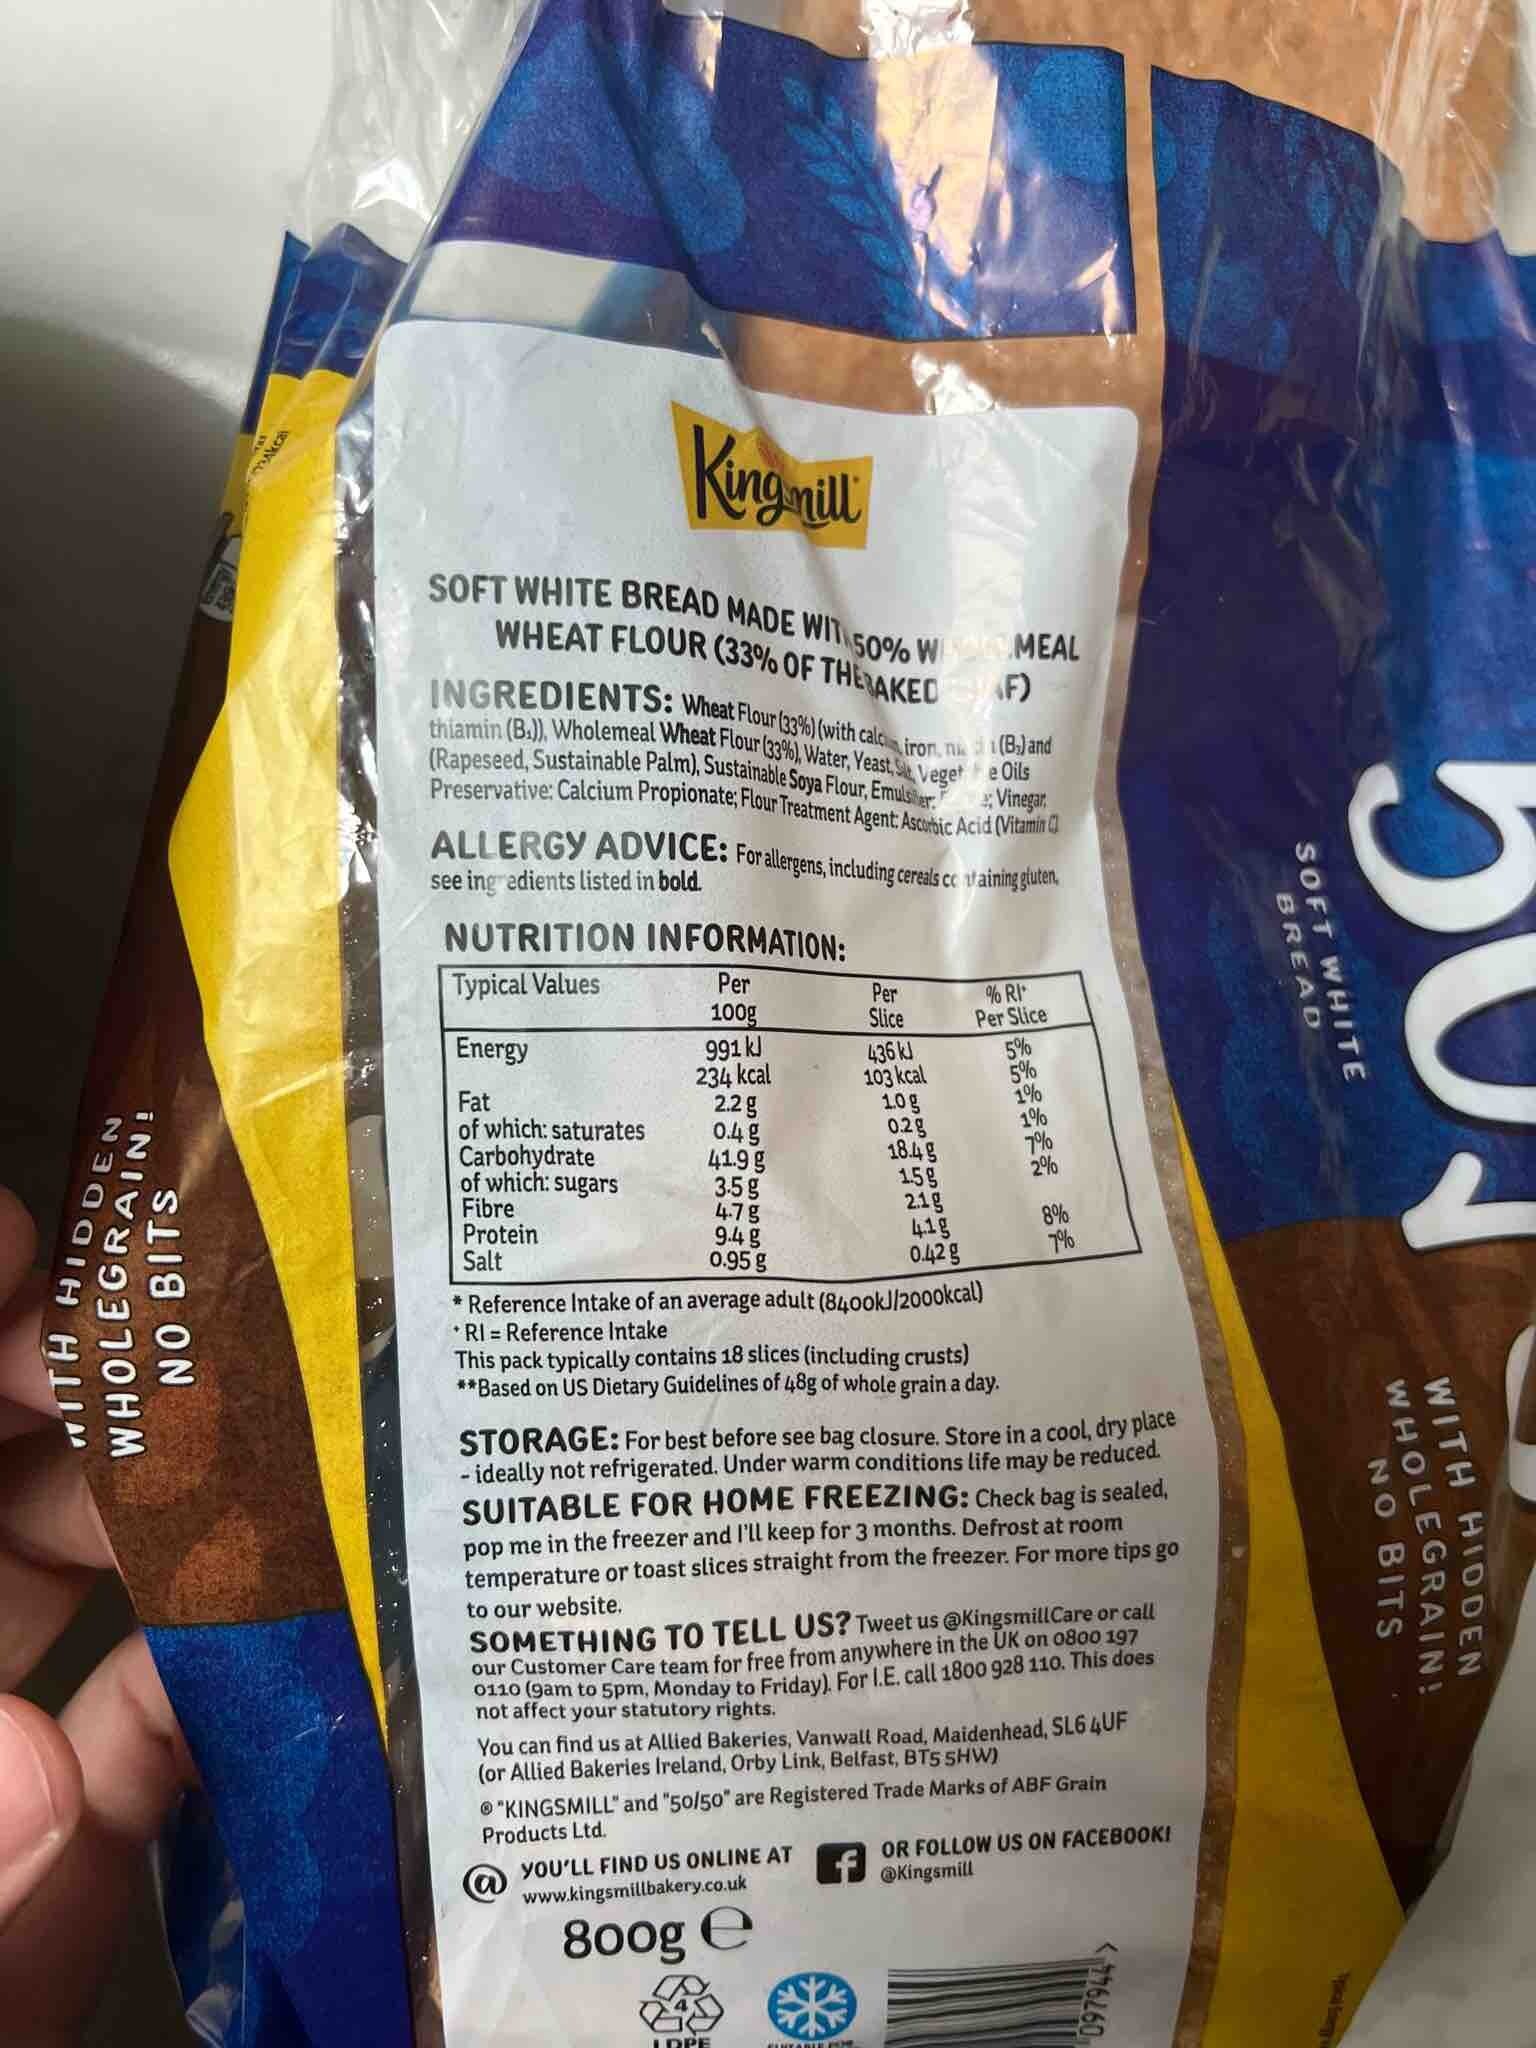 Kingsmill
SOFT WHITE BREAD MADE WITH 50% WHOLEMEAL
WHEAT FLOUR (33% OF THE BAKED LOAF)
INGREDIENTS: Wheat Flour (33%) (with calcium, iron, niacin (B₃) and
thiamin (B₁)), Wholemeal Wheat Flour (33%), Water, Yeast, Salt, Vegetable Oils
(Rapeseed, Sustainable Palm), Sustainable Soya Flour, Emulsifier: Vinegar,
Preservative: Calcium Propionate; Flour Treatment Agent: Ascorbic Acid (Vitamin C)
ALLERGY ADVICE: For allergens, including cereals containing gluten,
see ingredients listed in bold.
NUTRITION INFORMATION:
Typical Values Per 100g Per Slice % RI⁺ Per Slice
Energy 991 kJ 436 kJ 5%
234 kcal 103 kcal 5%
Fat 2.2 g 1.0 g 1%
of which: saturates 0.4 g 0.2 g 1%
Carbohydrate 41.9 g 18.4 g 7%
of which: sugars 3.5 g 1.5 g 2%
Fibre 4.7 g 2.1 g
Protein 9.4 g 4.1 g 8%
Salt 0.95 g 0.42 g 7%
* Reference Intake of an average adult (8400kJ/2000kcal)
⁺ RI = Reference Intake
This pack typically contains 18 slices (including crusts)
**Based on US Dietary Guidelines of 48g of whole grain a day.
STORAGE: For best before see bag closure. Store in a cool, dry place
- ideally not refrigerated. Under warm conditions life may be reduced.
SUITABLE FOR HOME FREEZING: Check bag is sealed,
pop me in the freezer and I'll keep for 3 months. Defrost at room
temperature or toast slices straight from the freezer. For more tips go
to our website.
SOMETHING TO TELL US? Tweet us @KingsmillCare or call
our Customer Care team for free from anywhere in the UK on 0800 197
0110 (9am to 5pm, Monday to Friday). For I.E. call 1800 928 110. This does
not affect your statutory rights.
You can find us at Allied Bakeries, Vanwall Road, Maidenhead, SL6 4UF
(or Allied Bakeries Ireland, Orby Link, Belfast, BT5 5HW)
® "KINGSMILL" and "50/50" are Registered Trade Marks of ABF Grain
Products Ltd.
YOU'LL FIND US ONLINE AT
www.kingsmillbakery.co.uk
OR FOLLOW US ON FACEBOOK!
@Kingsmill
800g ℮
4
LDPE
SUITABLE FOR
097944 >
WITH HIDDEN
WHOLEGRAIN!
NO BITS
SOFT WHITE
BREAD
50
WITH HIDDEN
WHOLEGRAIN!
NO BITS